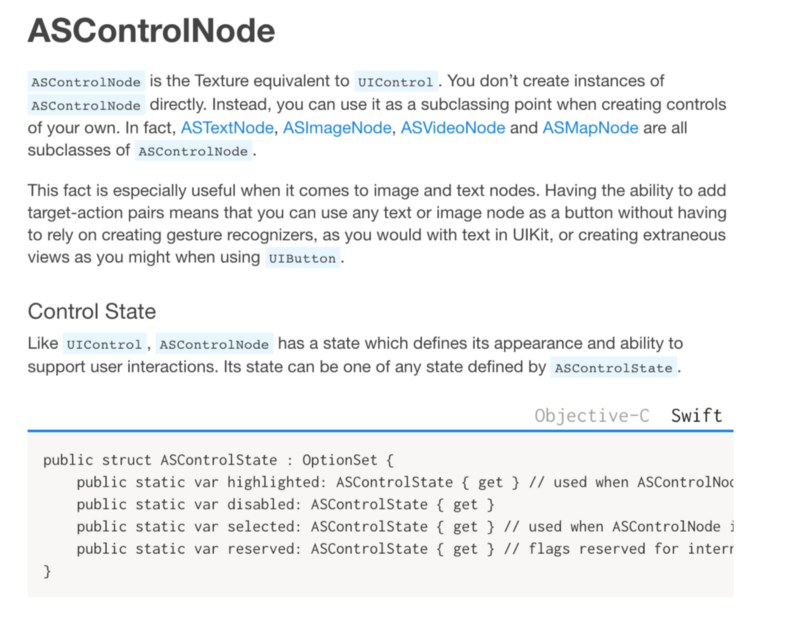 ASControlNode
ASControlNode is the Texture equivalent to UIControl. You don’t create instances of
ASControlNode directly. Instead, you can use it as a subclassing point when creating controls
of your own. In fact, ASTextNode, ASImageNode, ASVideoNode and ASMapNode are all
subclasses of ASControlNode.
This fact is especially useful when it comes to image and text nodes. Having the ability to add
target-action pairs means that you can use any text or image node as a button without having
to rely on creating gesture recognizers, as you would with text in UIKit, or creating extraneous
views as you might when using UIButton.
Control State
Like UIControl, ASControlNode has a state which defines its appearance and ability to
support user interactions. Its state can be one of any state defined by ASControlState.
Objective-C Swift
public struct ASControlState : OptionSet {
    public static var highlighted: ASControlState { get } // used when
    public static var disabled: ASControlState { get }
    public static var selected: ASControlState { get } // used when ASControlNode
    public static var reserved: ASControlState { get } // flags reserved for
}